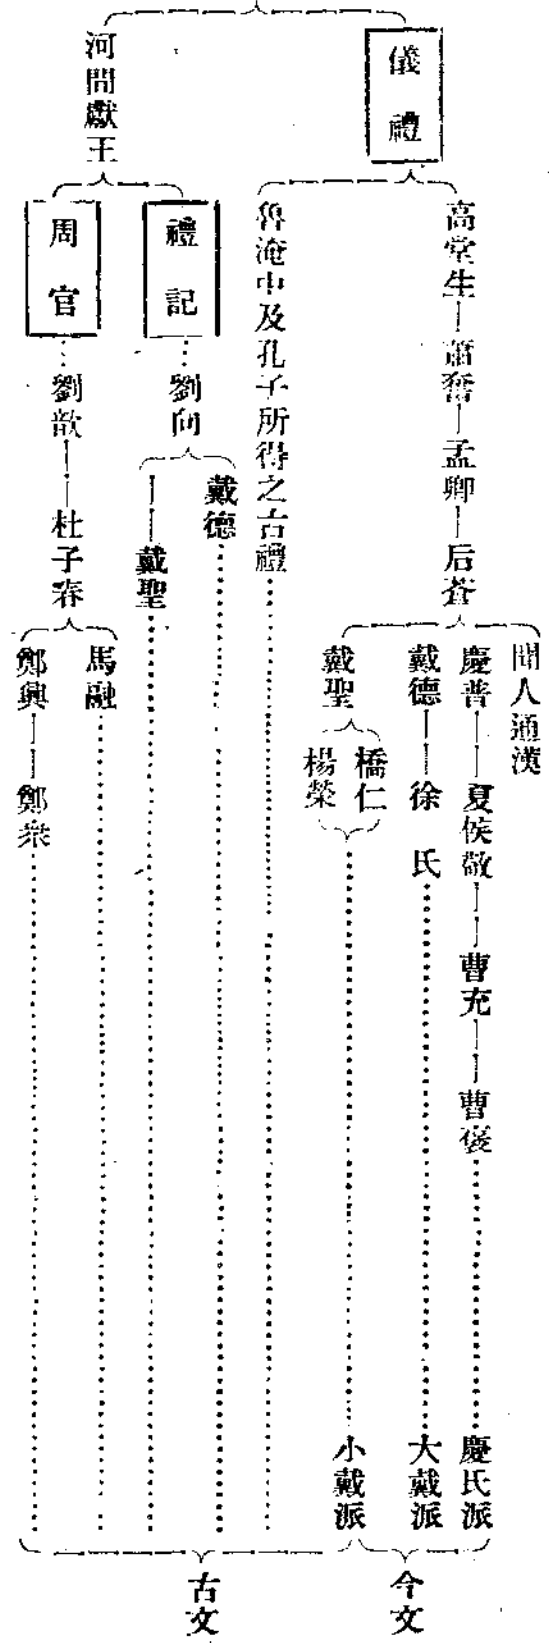 儀禮
高堂生
蕭奮
孟卿
后蒼
聞人通漢
慶普
夏侯敬
曹充
曹褒
慶氏派
戴德
徐氏
大戴派
戴聖
橋仁
楊榮
小戴派
今文
魯淹中及孔子所得之古禮
河間獻王
禮記
劉向
戴德
戴聖
周官
劉歆
杜子春
馬融
鄭興
鄭衆
古文